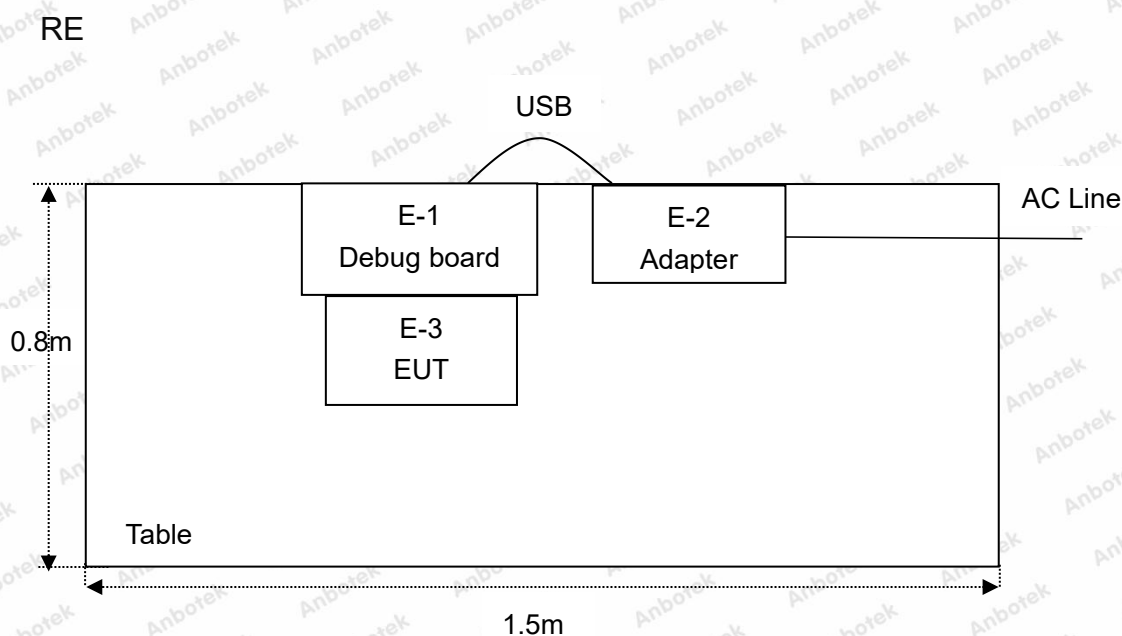 RE
USB
E-1
Debug board
E-2
Adapter
AC Line
E-3
EUT
0.8m
Table
1.5m